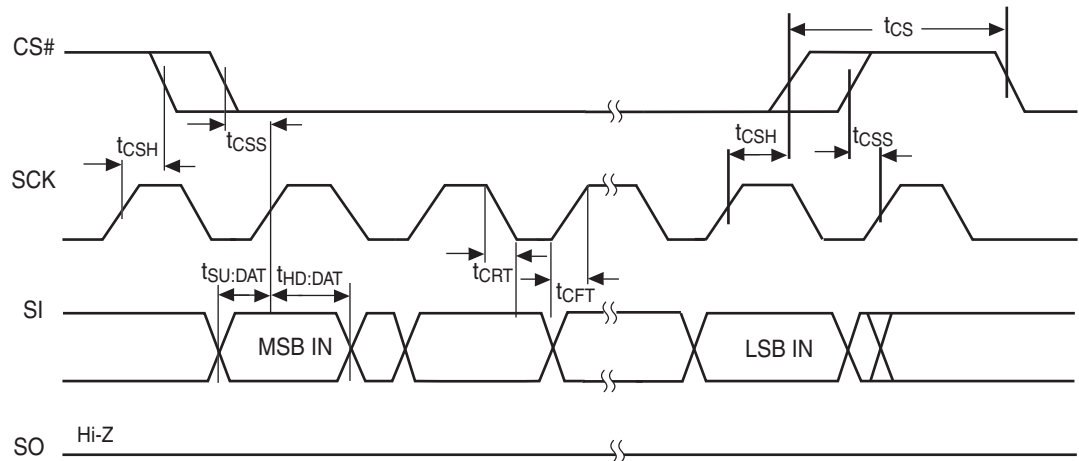 CS#
tCS
tCSH
tCSS
tCSH
tCSS
SCK
tSU:DAT
tHD:DAT
tCRT
tCFT
SI
MSB IN
LSB IN
SO
Hi-Z